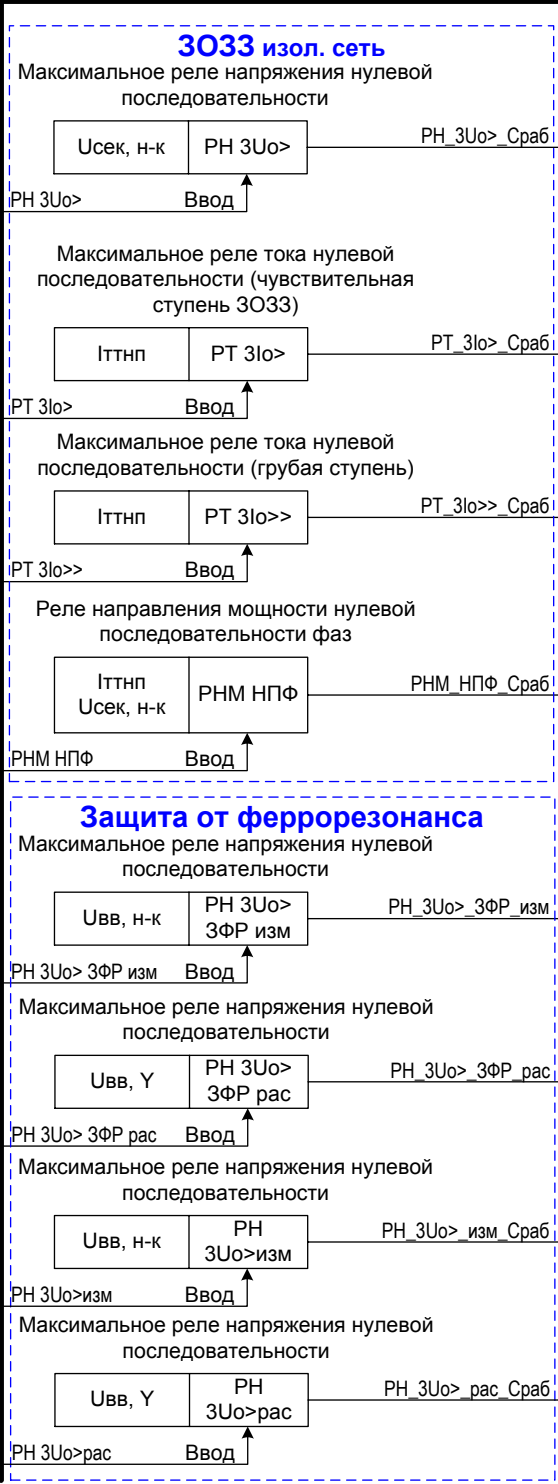 ЗОЗЗ изол. сеть
Максимальное реле напряжения нулевой
последовательности
Uсек, н-к
РН 3Uo>
РН_3Uo>_Сраб
РН 3Uo>
Ввод
Максимальное реле тока нулевой
последовательности (чувствительная
ступень ЗОЗЗ)
Iттнп
РТ 3Io>
РТ_3Io>_Сраб
РТ 3Io>
Ввод
Максимальное реле тока нулевой
последовательности (грубая ступень)
Iттнп
РТ 3Io>>
РТ_3Io>>_Сраб
РТ 3Io>>
Ввод
Реле направления мощности нулевой
последовательности фаз
Iттнп
Uсек, н-к
РНМ НПФ
РНМ_НПФ_Сраб
РНМ НПФ
Ввод
Защита от феррорезонанса
Максимальное реле напряжения нулевой
последовательности
Uвв, н-к
РН 3Uo>
ЗФР изм
РН_3Uo>_ЗФР_изм
РН 3Uo> ЗФР изм
Ввод
Максимальное реле напряжения нулевой
последовательности
Uвв, Y
РН 3Uo>
ЗФР рас
РН_3Uo>_ЗФР_рас
РН 3Uo> ЗФР рас
Ввод
Максимальное реле напряжения нулевой
последовательности
Uвв, н-к
РН
3Uo>изм
РН_3Uo>_изм_Сраб
РН 3Uo>изм
Ввод
Максимальное реле напряжения нулевой
последовательности
Uвв, Y
РН
3Uo>рас
РН_3Uo>_рас_Сраб
РН 3Uo>рас
Ввод